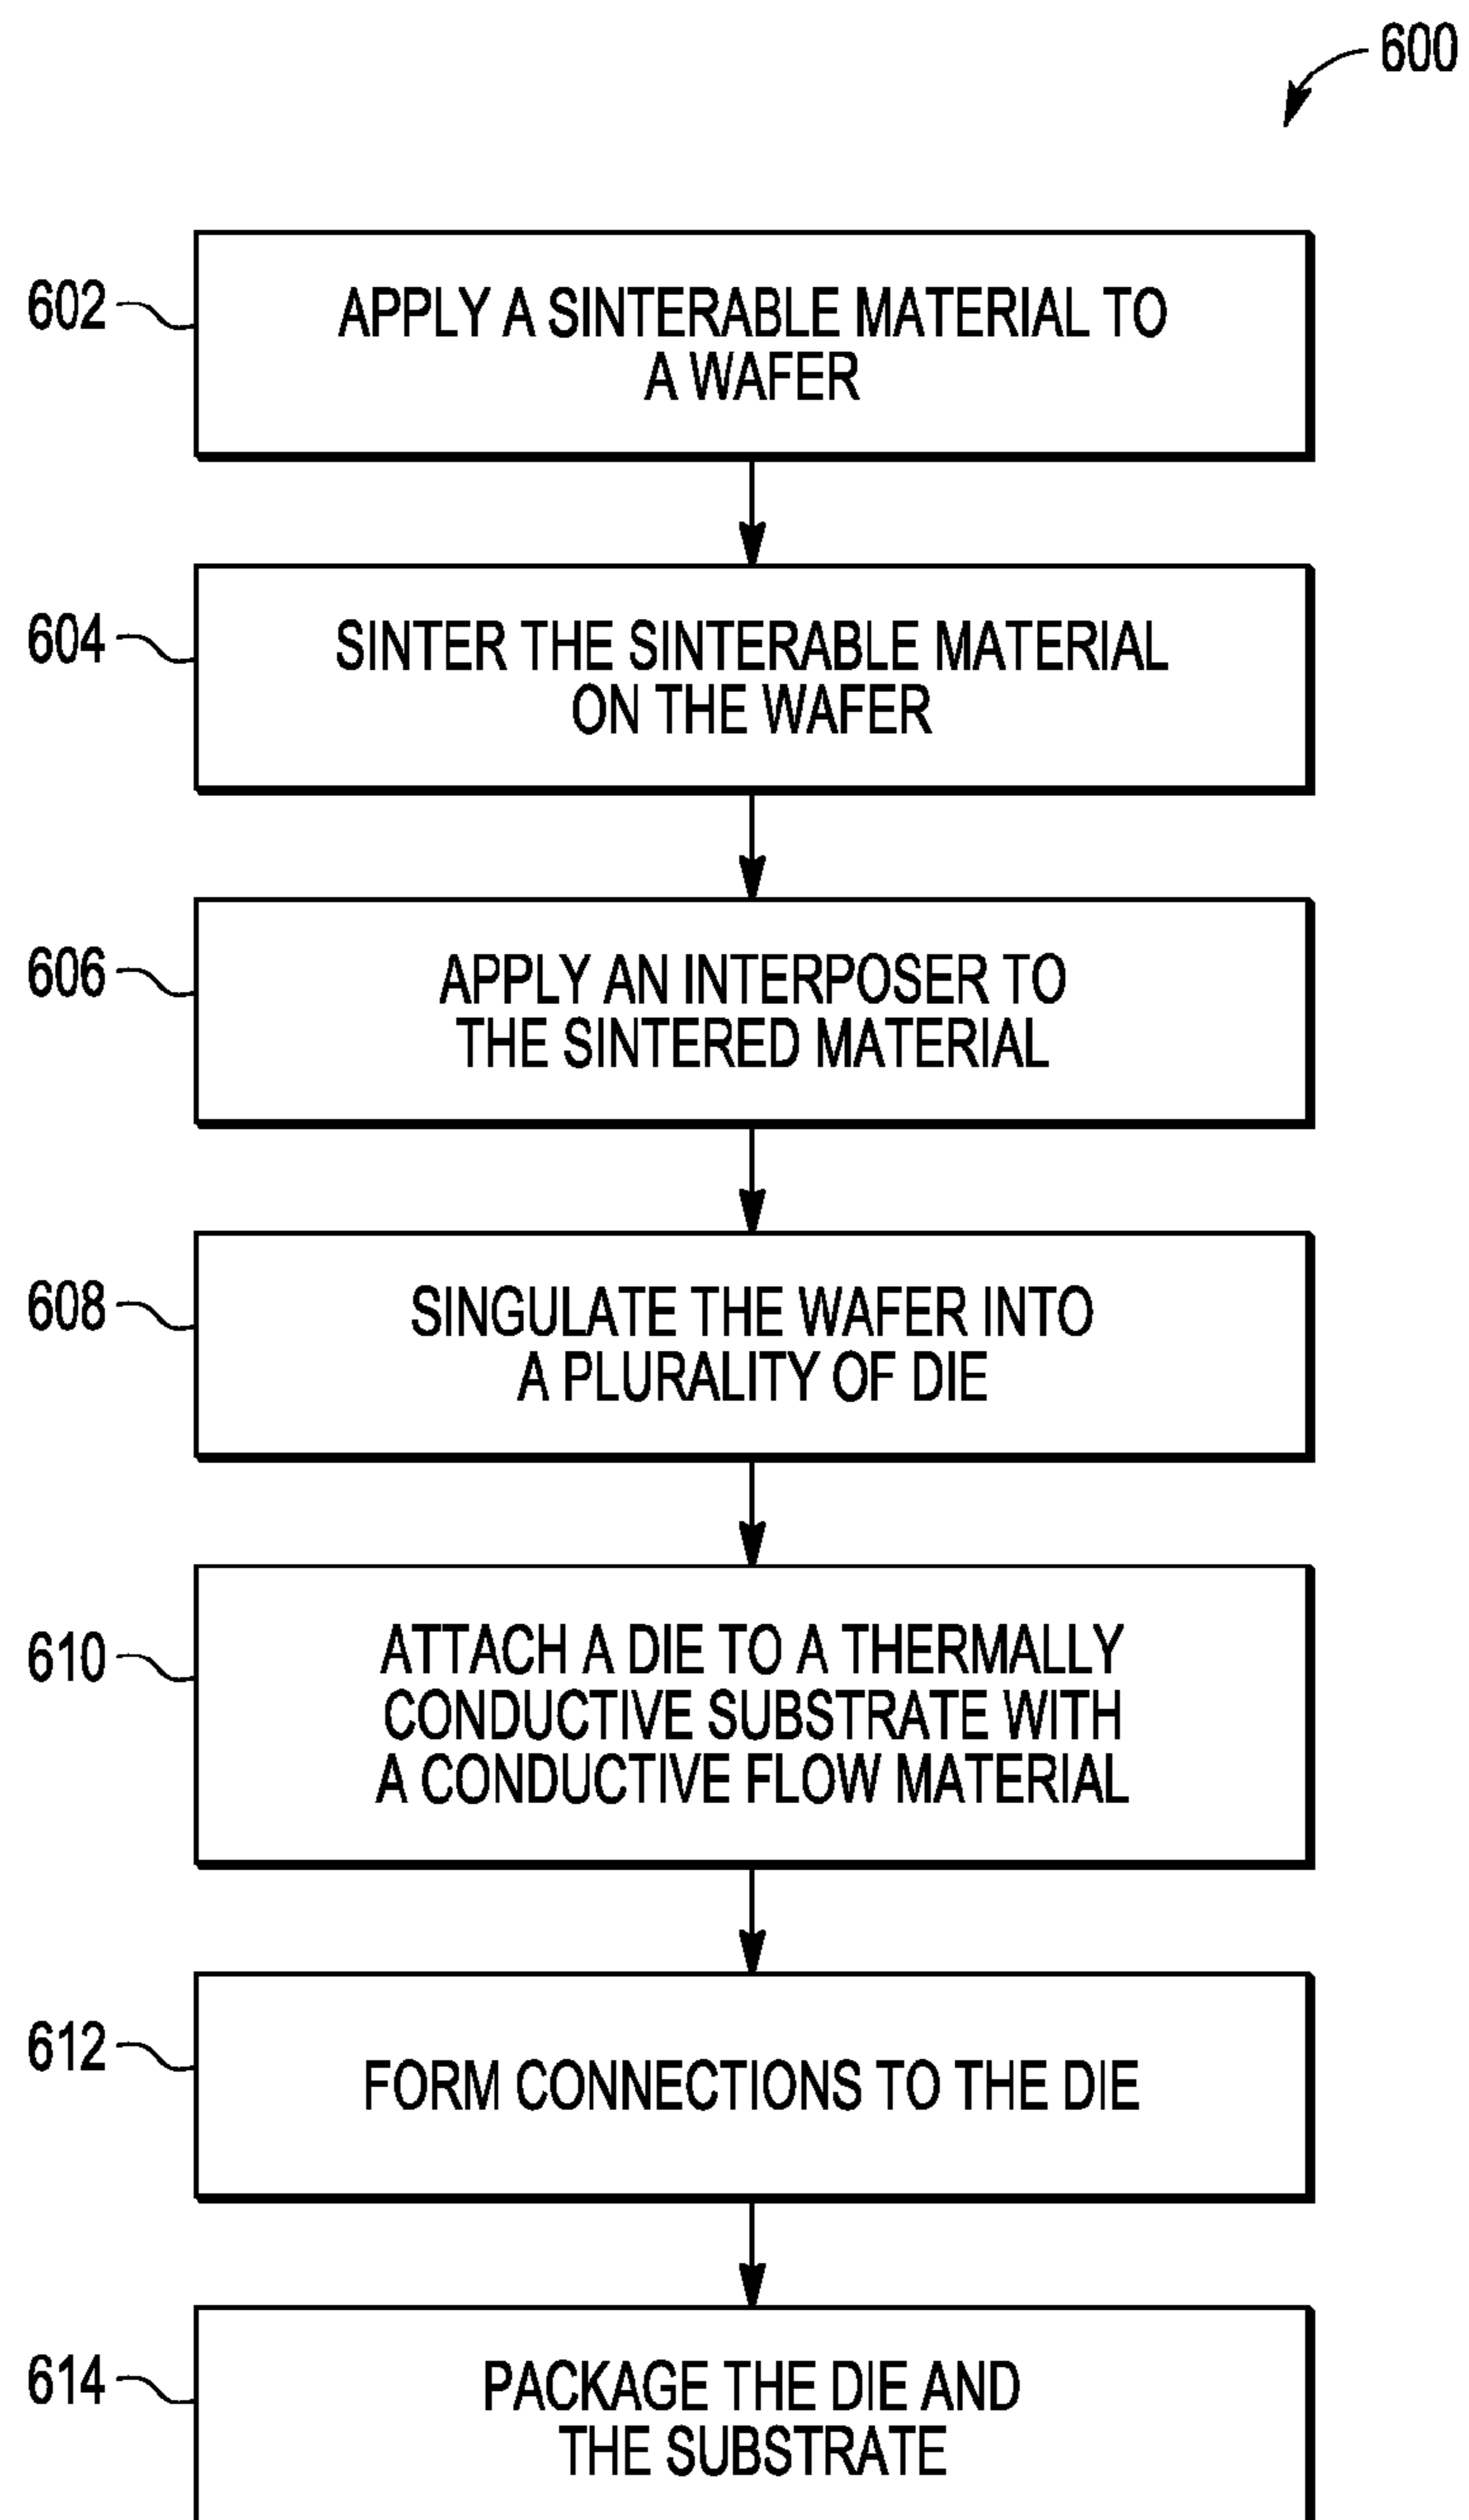 600
602
APPLY A SINTERABLE MATERIAL TO
A WAFER
604
SINTER THE SINTERABLE MATERIAL
ON THE WAFER
606
APPLY AN INTERPOSER TO
THE SINTERED MATERIAL
608
SINGULATE THE WAFER INTO
A PLURALITY OF DIE
610
ATTACH A DIE TO A THERMALLY
CONDUCTIVE SUBSTRATE WITH
A CONDUCTIVE FLOW MATERIAL
612
FORM CONNECTIONS TO THE DIE
614
PACKAGE THE DIE AND
THE SUBSTRATE